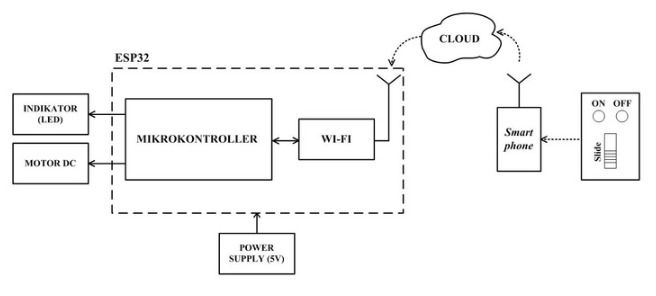 ESP32
CLOUD
INDIKATOR
(LED)
MOTOR DC
MIKROKONTROLLER
WI-FI
Smart
phone
ON OFF
Slide
POWER
SUPPLY (5V)